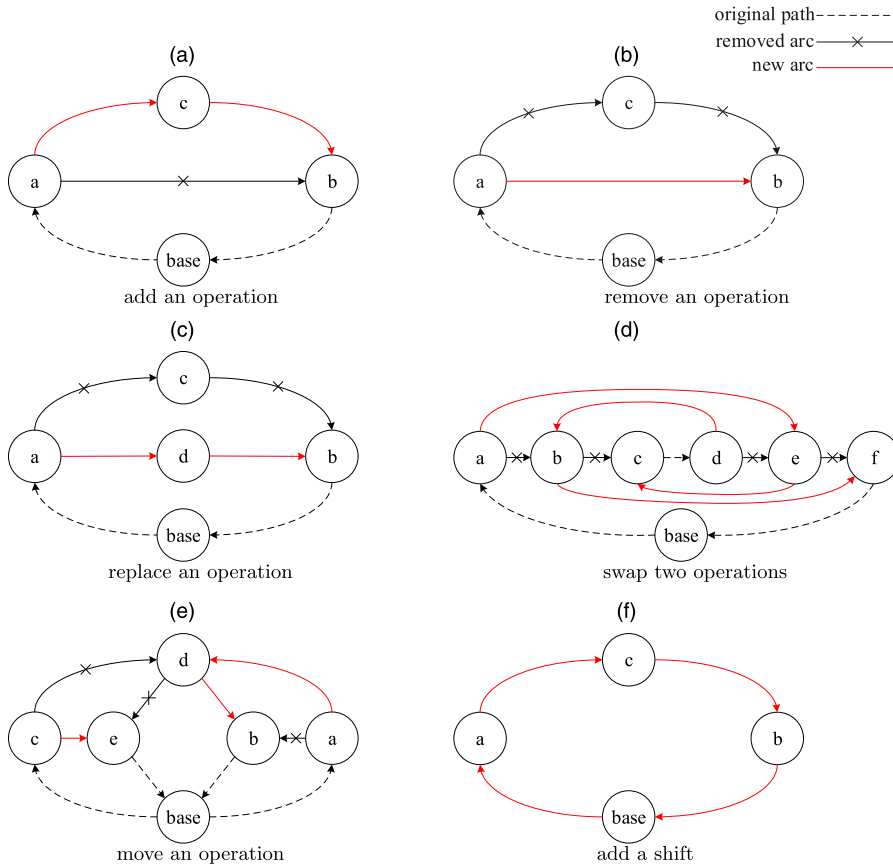 original path
removed arc
new arc
(a)
c
a
b
base
add an operation
(b)
c
a
b
base
remove an operation
(c)
c
a
d
b
base
replace an operation
(d)
a
b
c
d
e
f
base
swap two operations
(e)
d
c
e
b
a
base
move an operation
(f)
c
a
b
base
add a shift